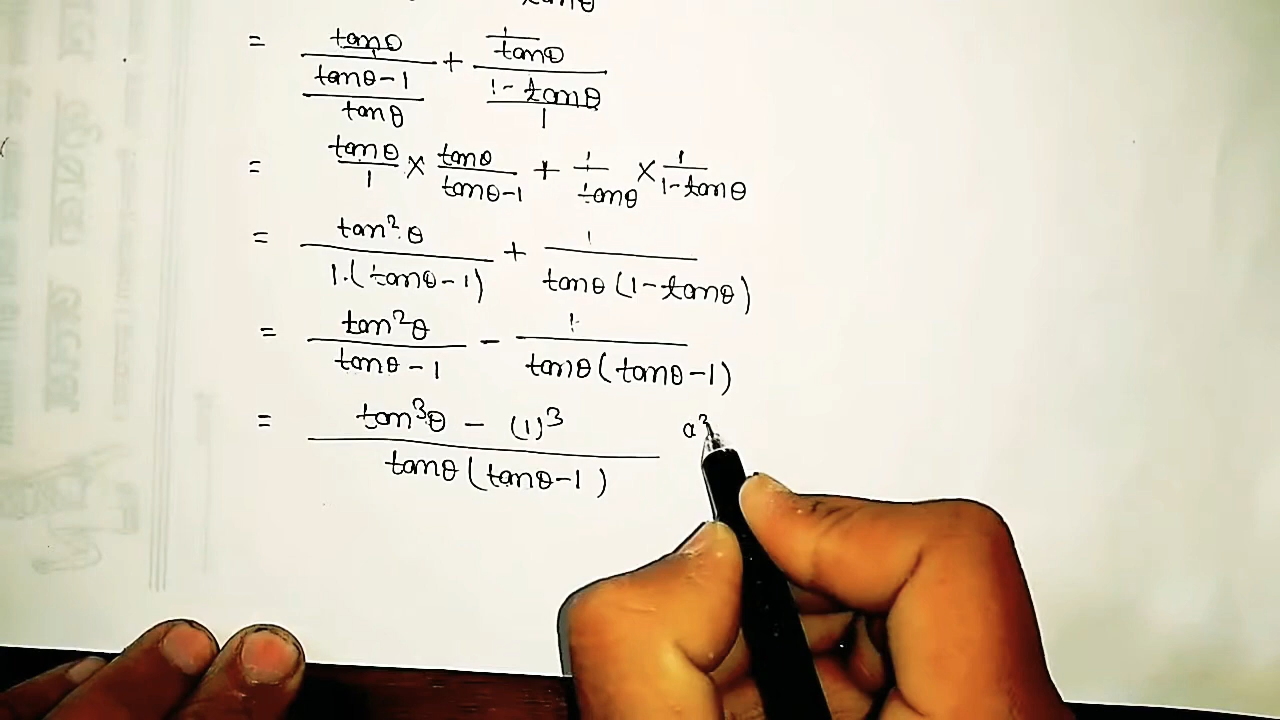 tanθ
= tanθ/((tanθ-1)/tanθ) + (1/tanθ)/((1-tanθ)/1)
= tanθ/1 × tanθ/(tanθ-1) + 1/tanθ × 1/(1-tanθ)
= tan²θ/(1.(tanθ-1)) + 1/(tanθ(1-tanθ))
= tan²θ/(tanθ-1) - 1/(tanθ(tanθ-1))
= (tan³θ - (1)³)/(tanθ(tanθ-1)) a³